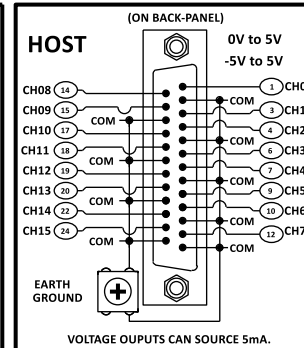 (ON BACK-PANEL)
HOST
0V to 5V
-5V to 5V
CH08 14
1 CH0
COM
CH09 15
3 CH1
COM
CH10 17
4 CH2
COM
CH11 18
6 CH3
COM
CH12 19
7 CH4
COM
CH13 20
9 CH5
COM
CH14 22
10 CH6
COM
CH15 24
12 CH7
COM
COM
EARTH
GROUND
VOLTAGE OUPUTS CAN SOURCE 5mA.